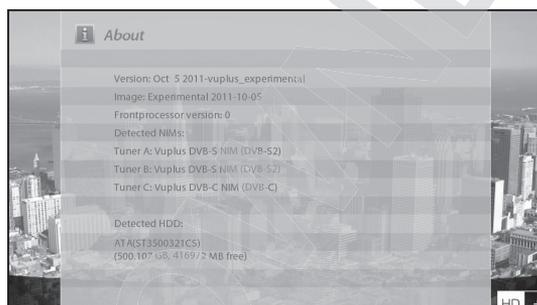 About
Version: Oct 5 2011-vuplus_experimental
Image: Experimental 2011-10-05
Frontprocessor version: 0
Detected NIMs:
Tuner A: Vuplus DVB-S NIM (DVB-S2)
Tuner B: Vuplus DVB-S NIM (DVB-S2)
Tuner C: Vuplus DVB-C NIM (DVB-C)
Detected HDD:
ATA(ST3500321CS)
(500.107 GB, 416972 MB free)
HD